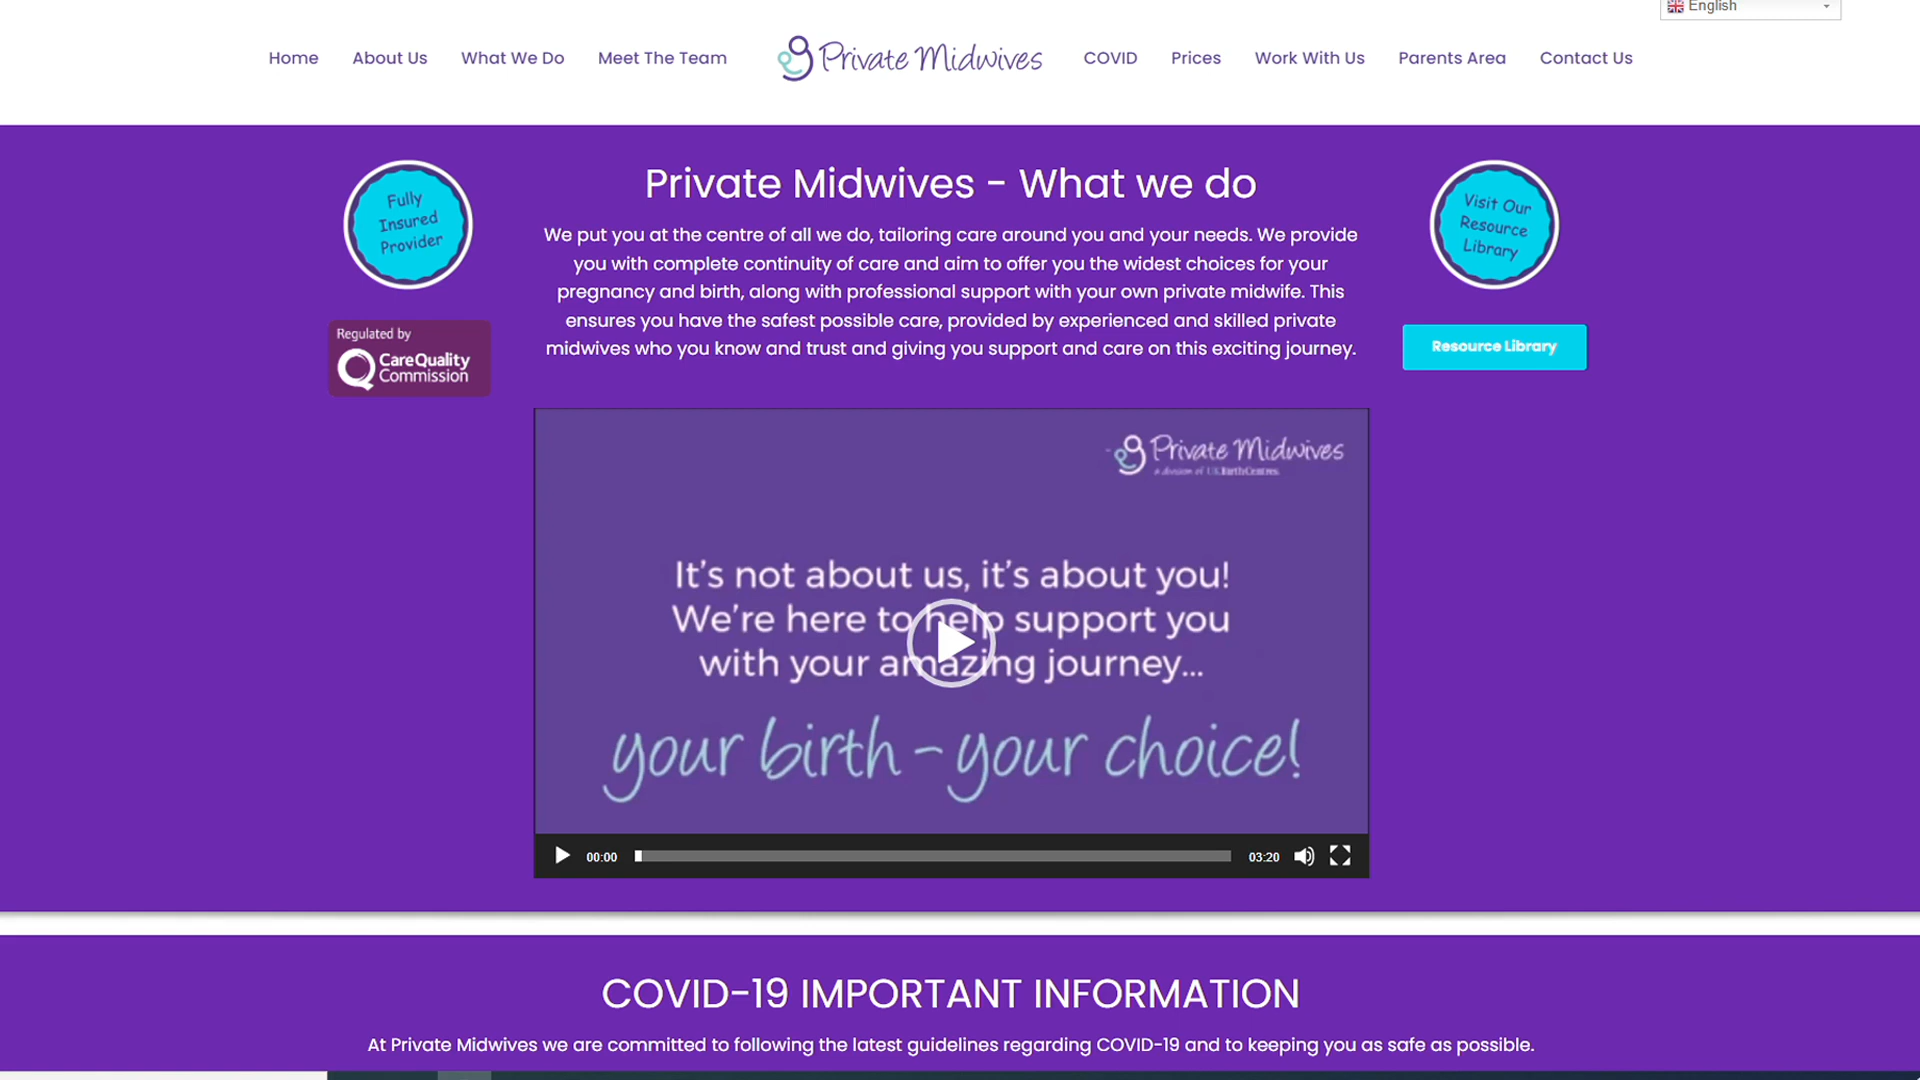 English
Home About Us What We Do Meet The Team Private Midwives COVID Prices Work With Us Parents Area Contact Us
Fully
Insured
Provider
Regulated by
CareQuality
Commission
Private Midwives - What we do
We put you at the centre of all we do, tailoring care around you and your needs. We provide
you with complete continuity of care and aim to offer you the widest choices for your
pregnancy and birth, along with professional support with your own private midwife. This
ensures you have the safest possible care, provided by experienced and skilled private
midwives who you know and trust and giving you support and care on this exciting journey.
Visit Our
Resource
Library
Resource Library
Private Midwives
a division of UK BirthCentres
It's not about us, it's about you!
We're here to help support you
with your amazing journey...
your birth - your choice!
00:00 03:20
COVID-19 IMPORTANT INFORMATION
At Private Midwives we are committed to following the latest guidelines regarding COVID-19 and to keeping you as safe as possible.